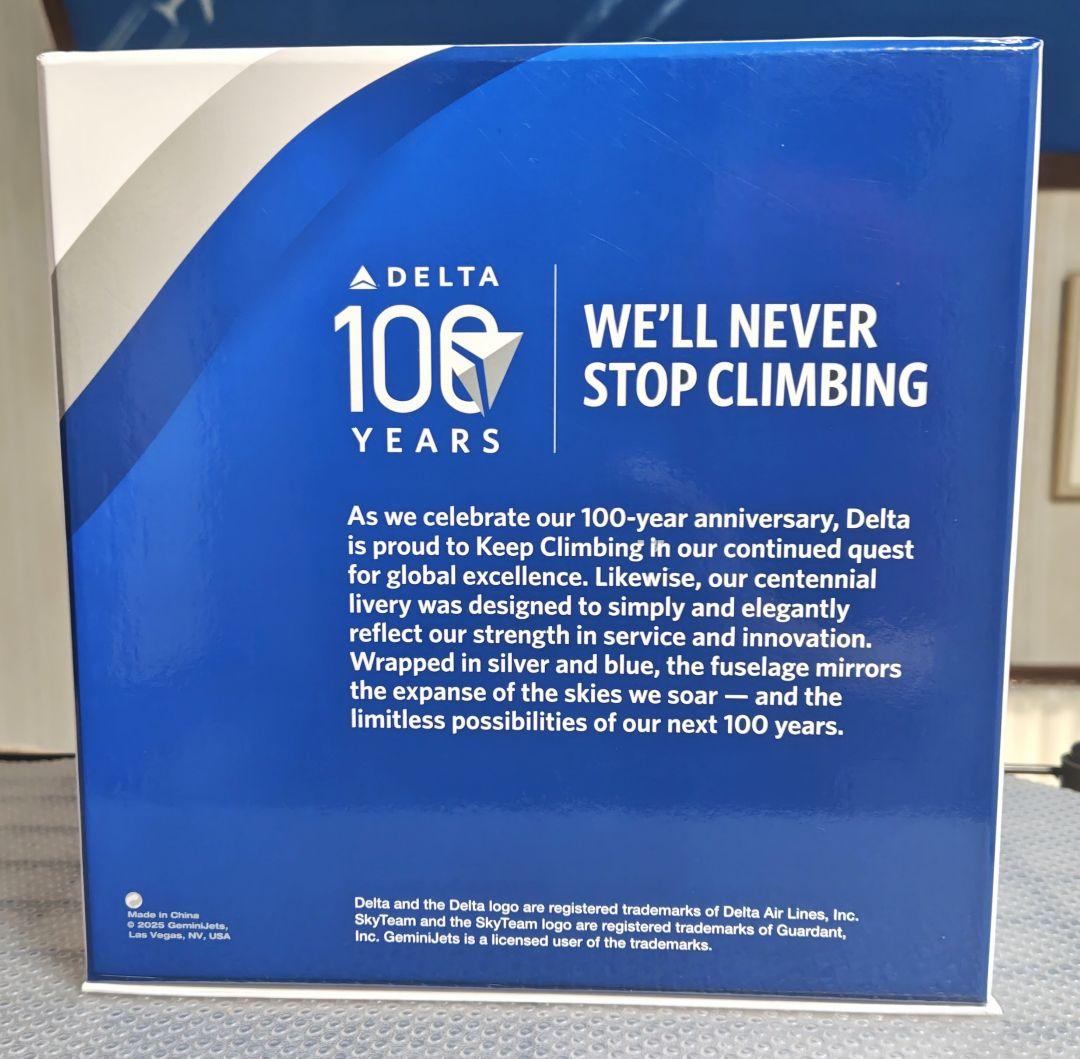 DELTA
100
YEARS
WE'LL NEVER
STOP CLIMBING
As we celebrate our 100-year anniversary, Delta
is proud to Keep Climbing in our continued quest
for global excellence. Likewise, our centennial
livery was designed to simply and elegantly
reflect our strength in service and innovation.
Wrapped in silver and blue, the fuselage mirrors
the expanse of the skies we soar — and the
limitless possibilities of our next 100 years.
Made in China
© 2025 GeminiJets,
Las Vegas, NV, USA
Delta and the Delta logo are registered trademarks of Delta Air Lines, Inc.
SkyTeam and the SkyTeam logo are registered trademarks of Guardant,
Inc. GeminiJets is a licensed user of the trademarks.